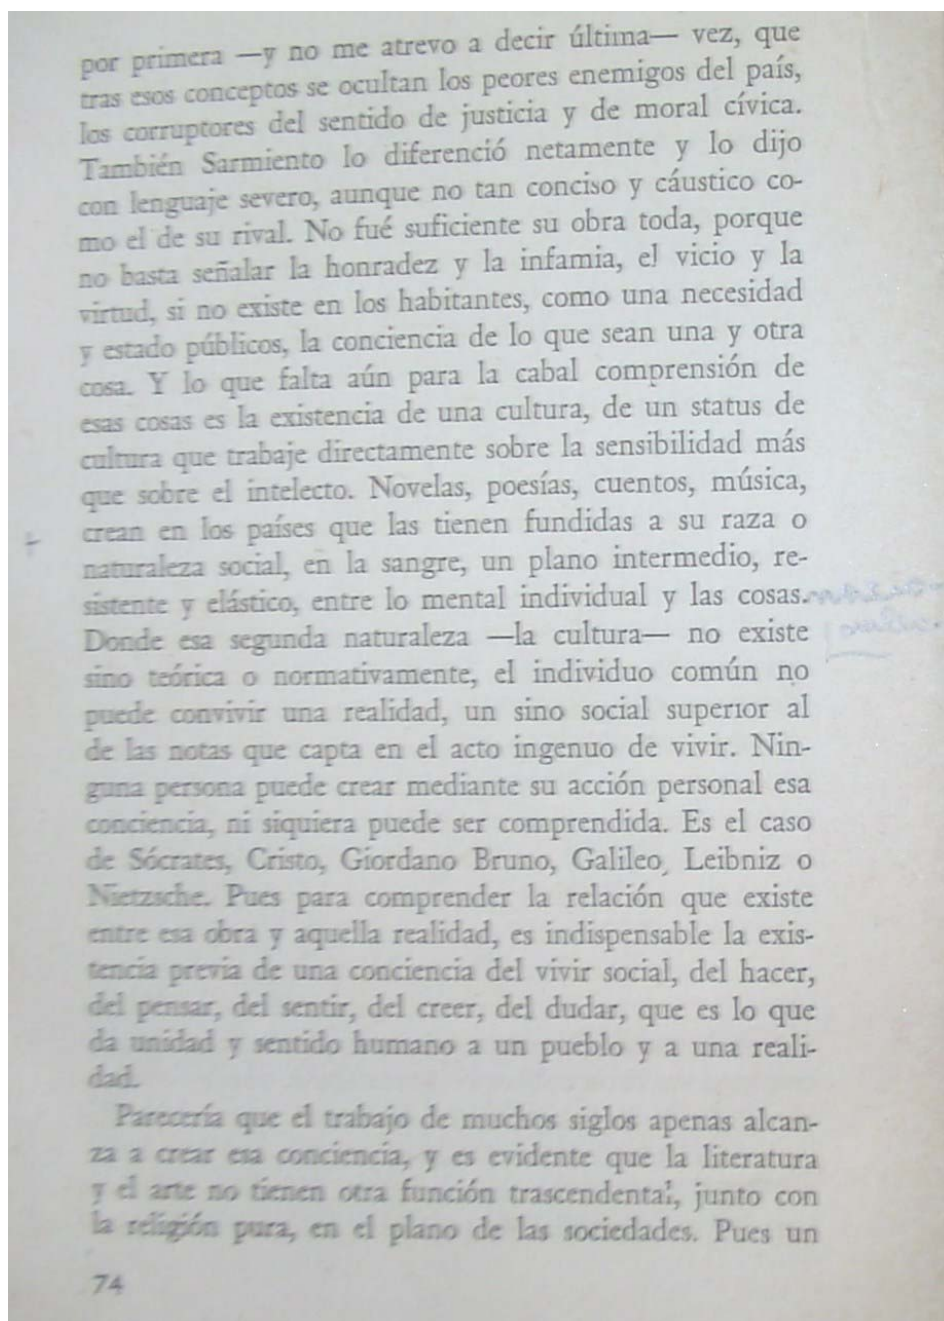 por primera —y no me atrevo a decir última— vez, que
tras esos conceptos se ocultan los peores enemigos del país,
los corruptores del sentido de justicia y de moral cívica.
También Sarmiento lo diferenció netamente y lo dijo
con lenguaje severo, aunque no tan conciso y cáustico co-
mo el de su rival. No fué suficiente su obra toda, porque
no basta señalar la honradez y la infamia, el vicio y la
virtud, si no existe en los habitantes, como una necesidad
y estado públicos, la conciencia de lo que sean una y otra
cosa. Y lo que falta aún para la cabal comprensión de
esas cosas es la existencia de una cultura, de un status de
cultura que trabaje directamente sobre la sensibilidad más
que sobre el intelecto. Novelas, poesías, cuentos, música,
crean en los países que las tienen fundidas a su raza o
naturaleza social, en la sangre, un plano intermedio, re-
sistente y elástico, entre lo mental individual y las cosas.
Donde esa segunda naturaleza —la cultura— no existe
sino teórica o normativamente, el individuo común no
puede convivir una realidad, un sino social superior al
de las notas que capta en el acto ingenuo de vivir. Nin-
guna persona puede crear mediante su acción personal esa
conciencia, ni siquiera puede ser comprendida. Es el caso
de Sócrates, Cristo, Giordano Bruno, Galileo, Leibniz o
Nietzsche. Pues para comprender la relación que existe
entre esa obra y aquella realidad, es indispensable la exis-
tencia previa de una conciencia del vivir social, del hacer,
del pensar, del sentir, del creer, del dudar, que es lo que
da unidad y sentido humano a un pueblo y a una reali-
dad.
Parecería que el trabajo de muchos siglos apenas alcan-
za a crear esa conciencia, y es evidente que la literatura
y el arte no tienen otra función trascendental, junto con
la religión pura, en el plano de las sociedades. Pues un
74